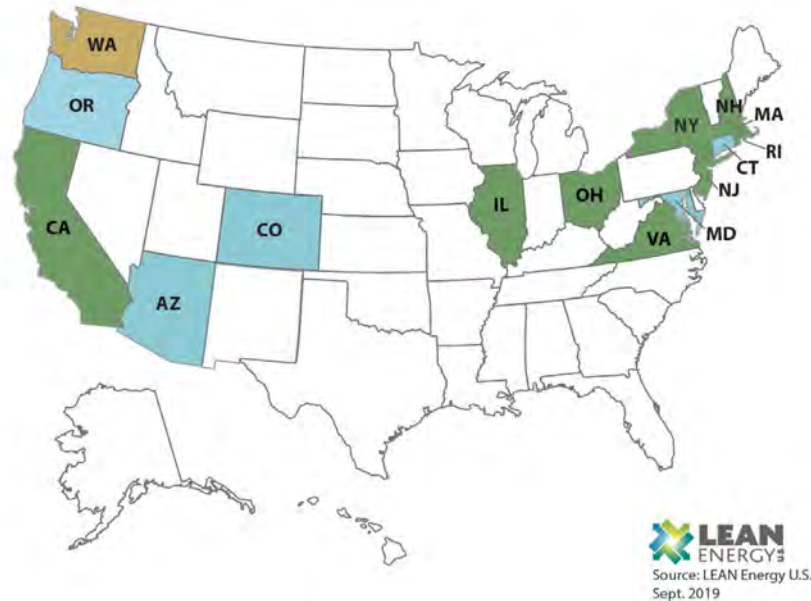 WA
OR
CA
AZ
CO
IL
OH
NY
NH
MA
RI
CT
NJ
MD
VA
LEAN
ENERGY U.S.
Source: LEAN Energy U.S.
Sept. 2019